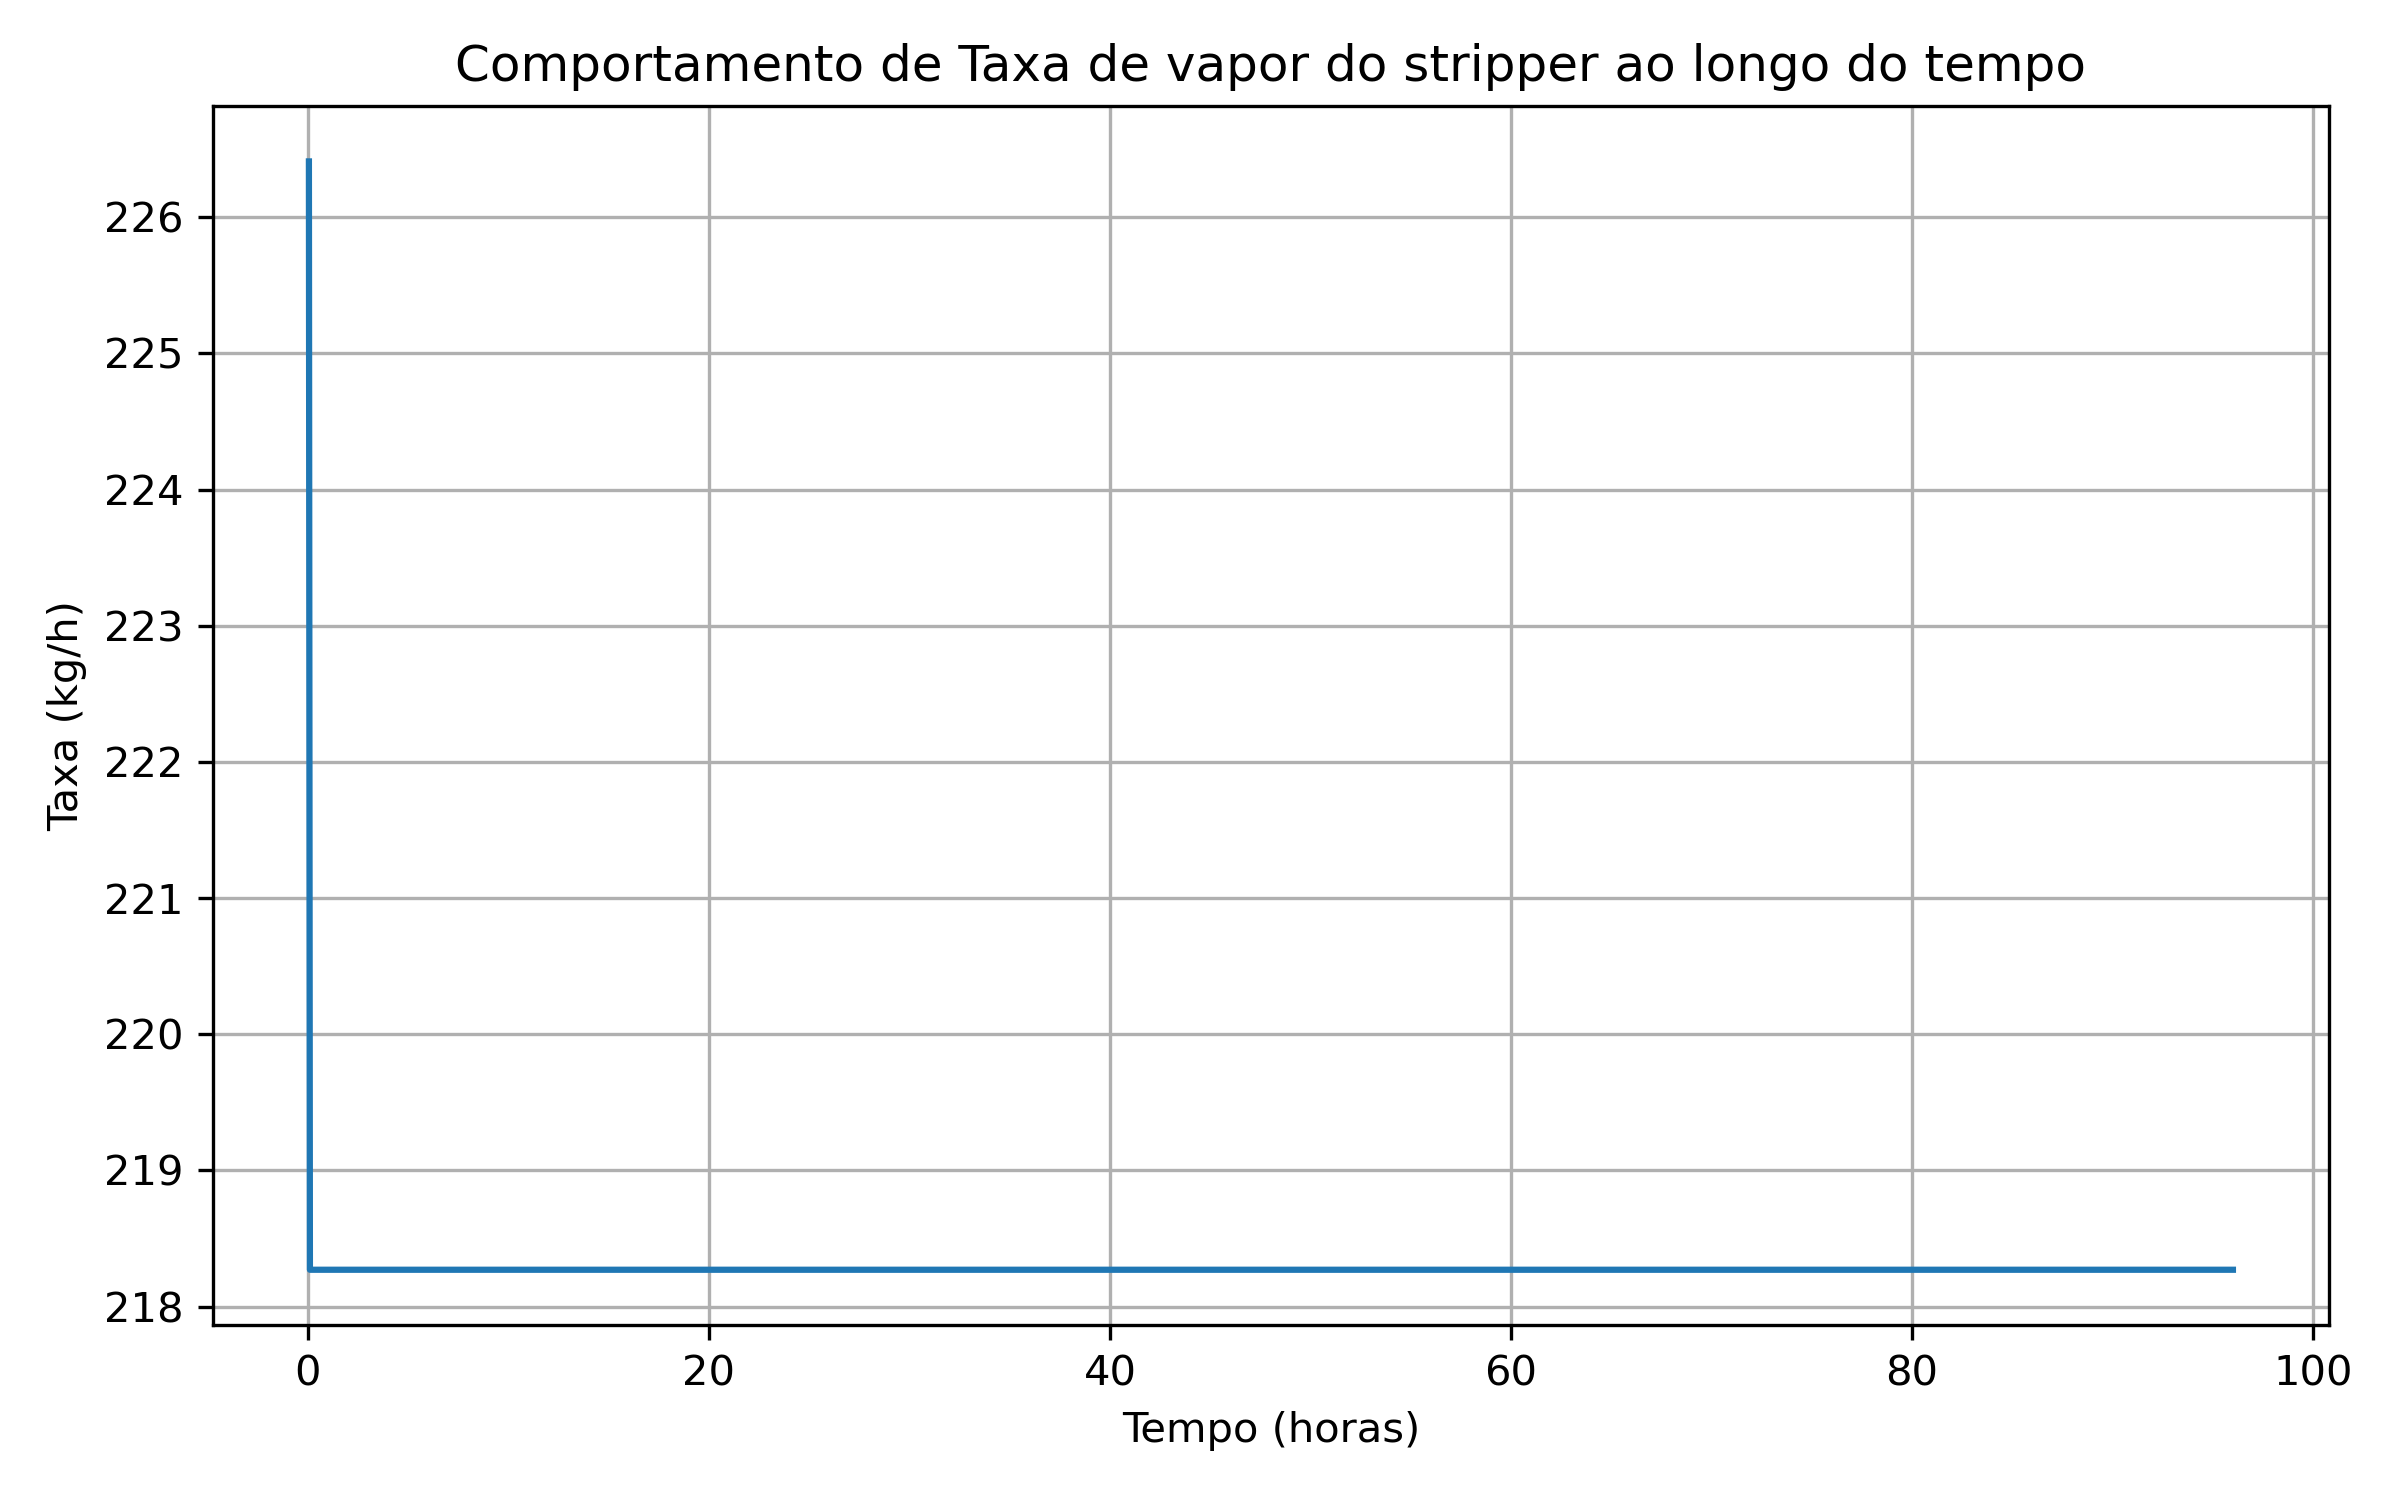 Comportamento de Taxa de vapor do stripper ao longo do tempo
Taxa (kg/h)
226
225
224
223
222
221
220
219
218
0 20 40 60 80 100
Tempo (horas)